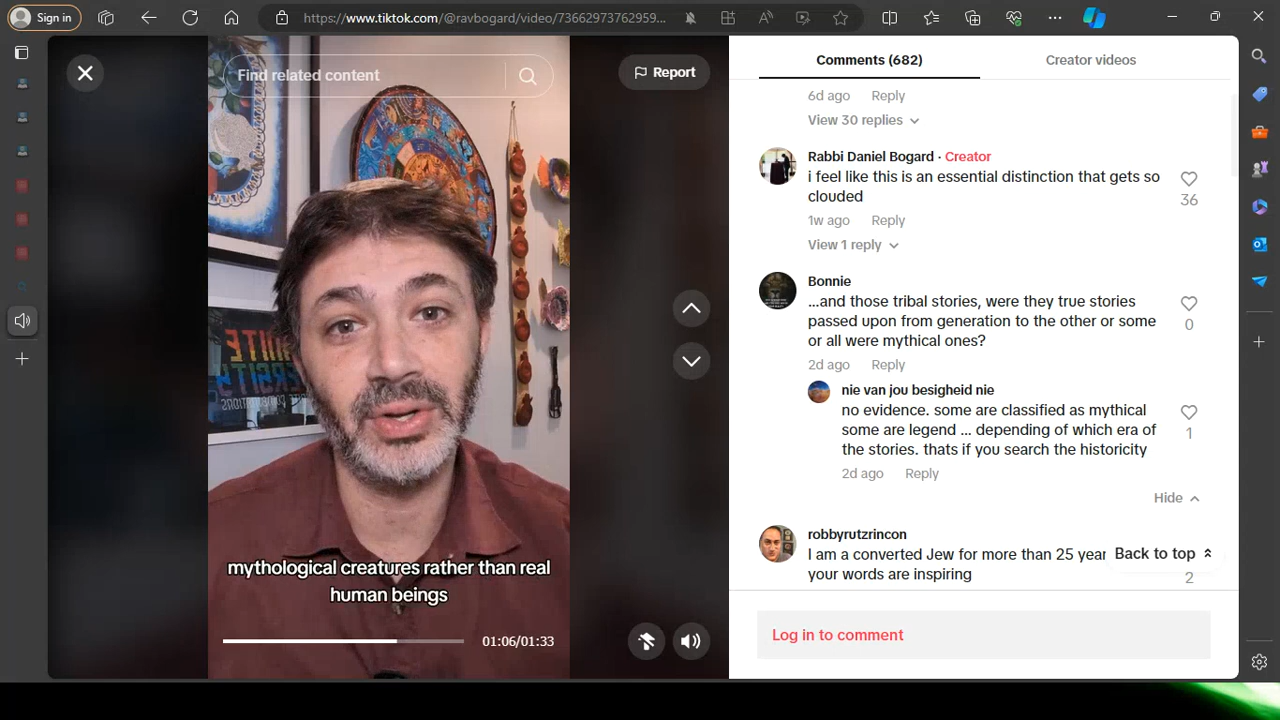 Sign in
https://www.tiktok.com/@ravbogard/video/73662973762959...
Find related content
Report
mythological creatures rather than real
human beings
01:06/01:33
Comments (682)
Creator videos
6d ago Reply
View 30 replies
Rabbi Daniel Bogard · Creator
i feel like this is an essential distinction that gets so
clouded
36
1w ago Reply
View 1 reply
Bonnie
...and those tribal stories, were they true stories
passed upon from generation to the other or some
or all were mythical ones?
0
2d ago Reply
nie van jou besigheid nie
no evidence. some are classified as mythical
some are legend ... depending of which era of
the stories. thats if you search the historicity
1
2d ago Reply
Hide
robbyrutzrincon
I am a converted Jew for more than 25 year
your words are inspiring
Back to top
2
Log in to comment